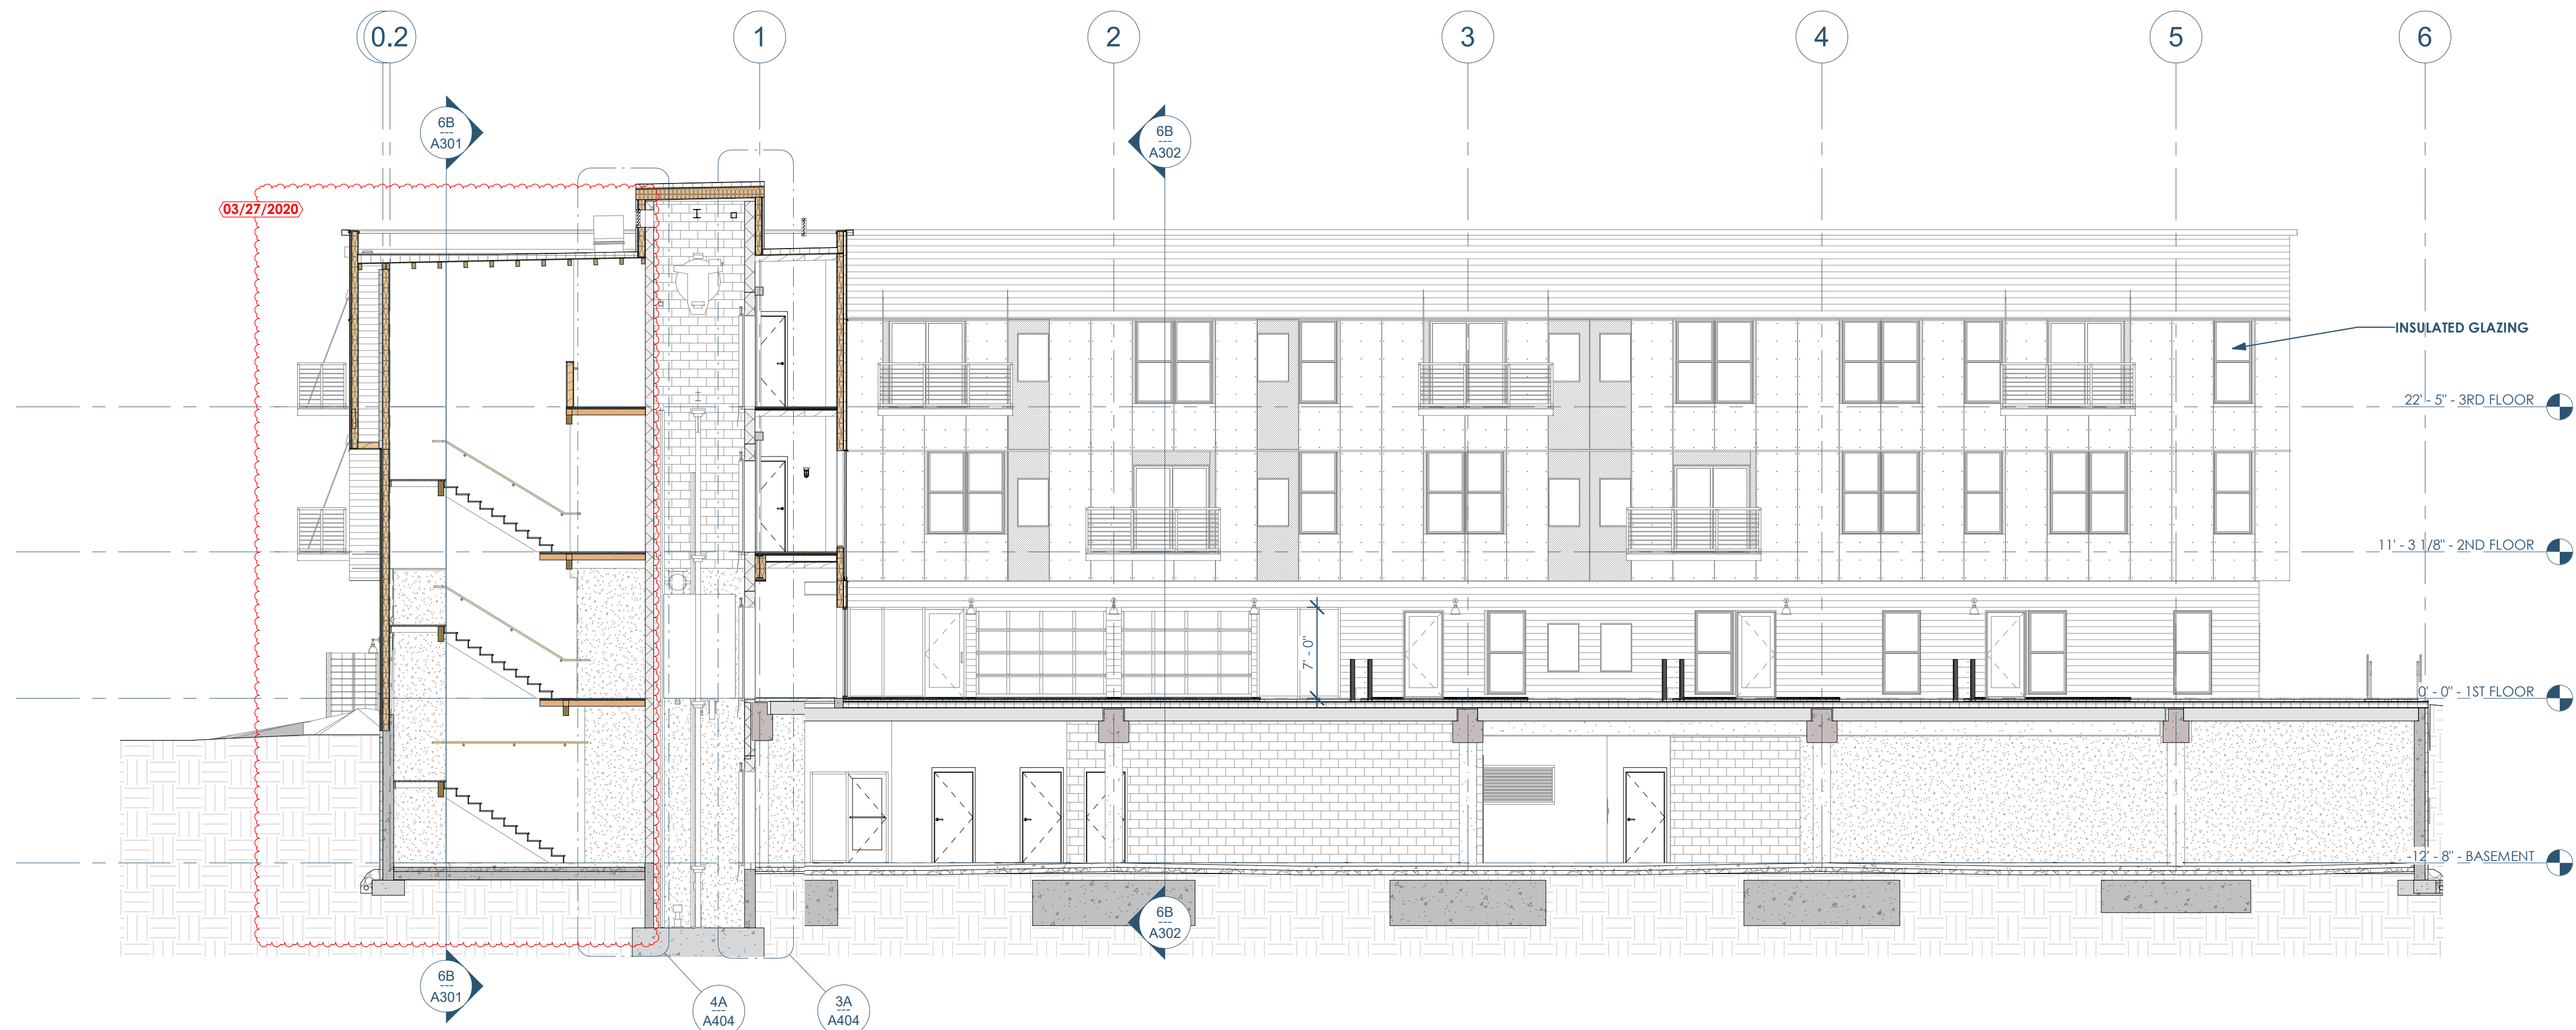 0.2
1
2
3
4
5
6
6B
---
A301
6B
---
A302
03/27/2020
INSULATED GLAZING
22' - 5" - 3RD FLOOR
11' - 3 1/8" - 2ND FLOOR
7' - 0"
0' - 0" - 1ST FLOOR
-12' - 8" - BASEMENT
6B
---
A302
6B
---
A301
4A
---
A404
3A
---
A404